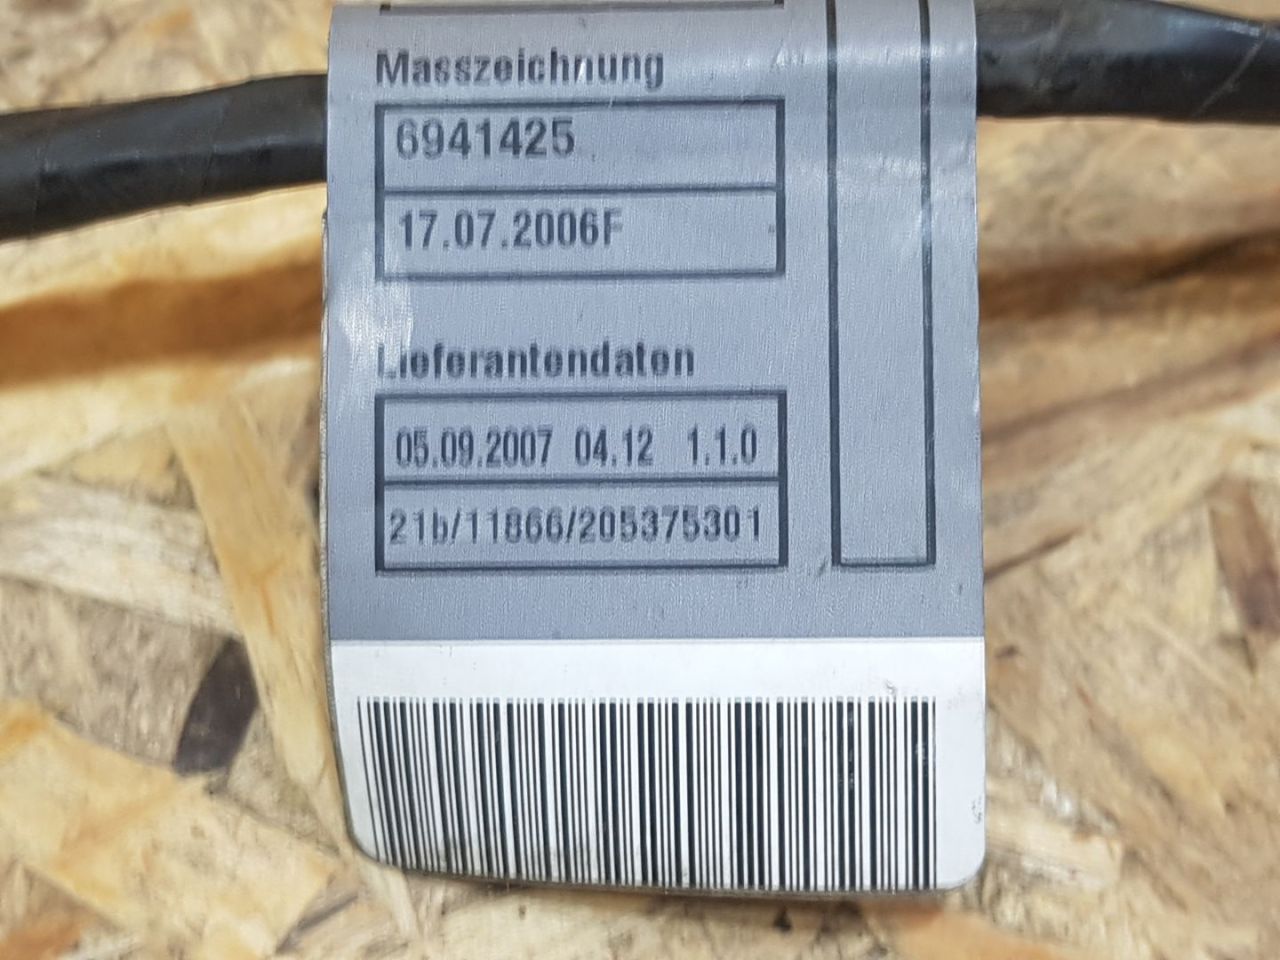 Masszeichnung
6941425
17.07.2006F
Lieferantendaten
05.09.2007 04.12 1.1.0
21b/11866/205375301